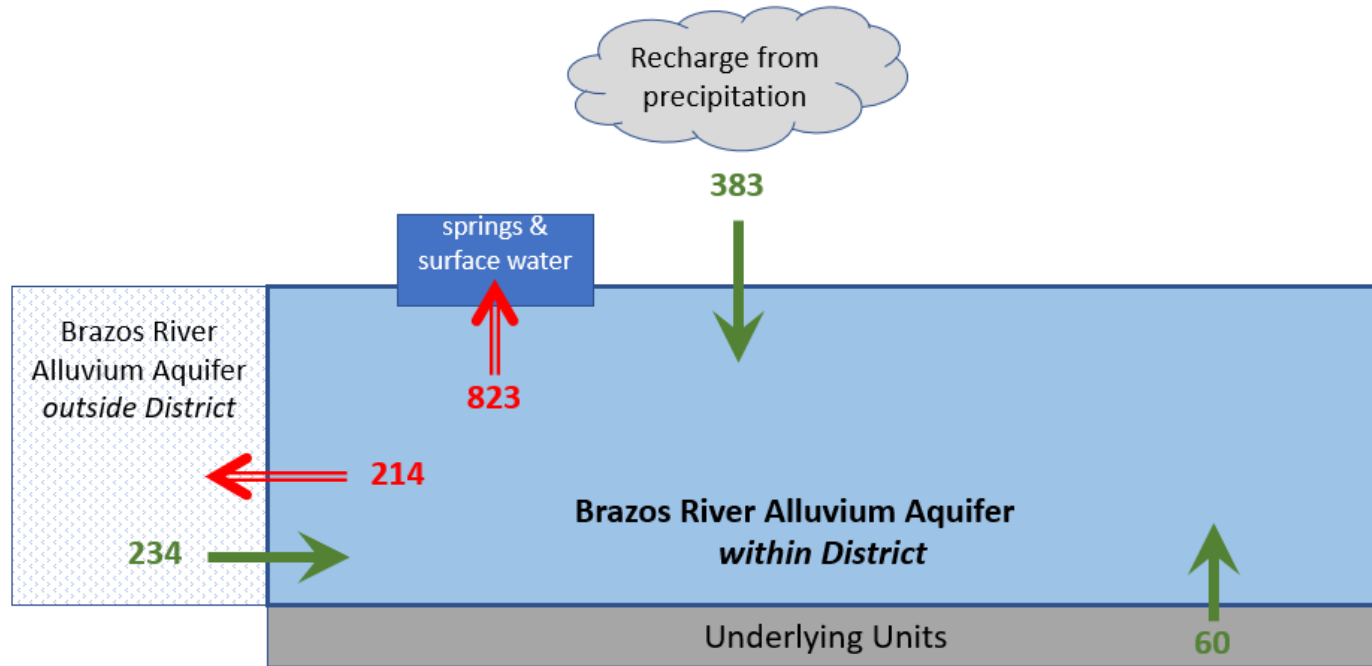 Recharge from
precipitation
383
springs &
surface water
Brazos River
Alluvium Aquifer
outside District
823
214
234
Brazos River Alluvium Aquifer
within District
Underlying Units
60